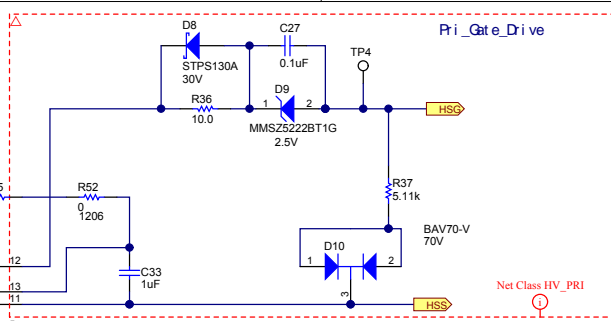 Pri_Gate_Drive
D8
STPS130A
30V
C27
0.1uF
TP4
R36
10.0
D9
1
2
MMSZ5222BT1G
2.5V
HSG
R37
5.11k
5
R52
0
1206
BAV70-V
70V
D10
1
2
3
12
C33
1uF
13
11
HSS
Net Class HV_PRI
i